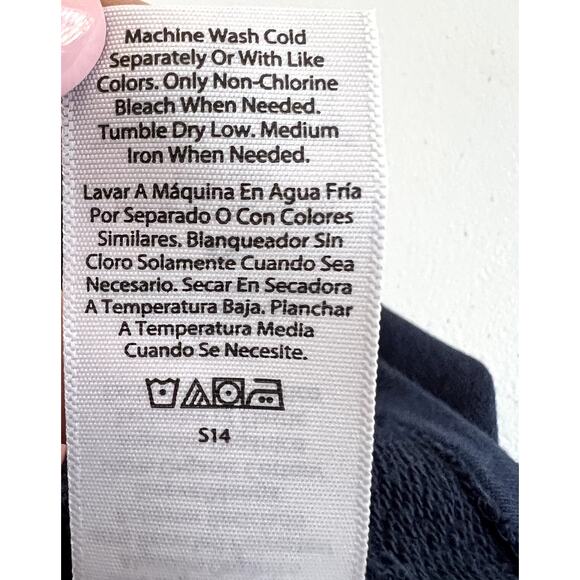 Machine Wash Cold
Separately Or With Like
Colors. Only Non-Chlorine
Bleach When Needed.
Tumble Dry Low. Medium
Iron When Needed.
Lavar A Máquina En Agua Fría
Por Separado O Con Colores
Similares. Blanqueador Sin
Cloro Solamente Cuando Sea
Necesario. Secar En Secadora
A Temperatura Baja. Planchar
A Temperatura Media
Cuando Se Necesite.
S14